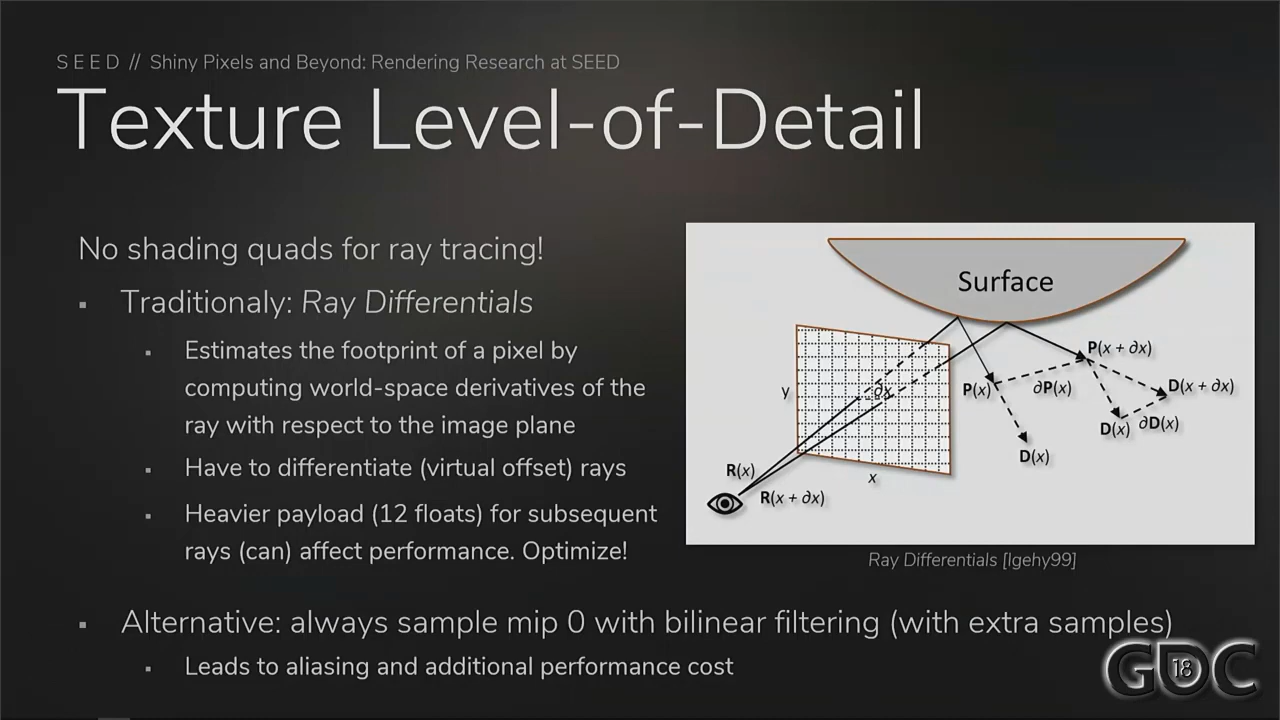 S E E D // Shiny Pixels and Beyond: Rendering Research at SEED
Texture Level-of-Detail
No shading quads for ray tracing!
▪ Traditionaly: Ray Differentials
▪ Estimates the footprint of a pixel by
computing world-space derivatives of the
ray with respect to the image plane
▪ Have to differentiate (virtual offset) rays
▪ Heavier payload (12 floats) for subsequent
rays (can) affect performance. Optimize!
Surface
P(x + ∂x)
y
∂x
P(x)
∂P(x)
D(x + ∂x)
D(x)
∂D(x)
D(x)
R(x)
x
R(x + ∂x)
Ray Differentials [Igehy99]
▪ Alternative: always sample mip 0 with bilinear filtering (with extra samples)
▪ Leads to aliasing and additional performance cost
GDC
18